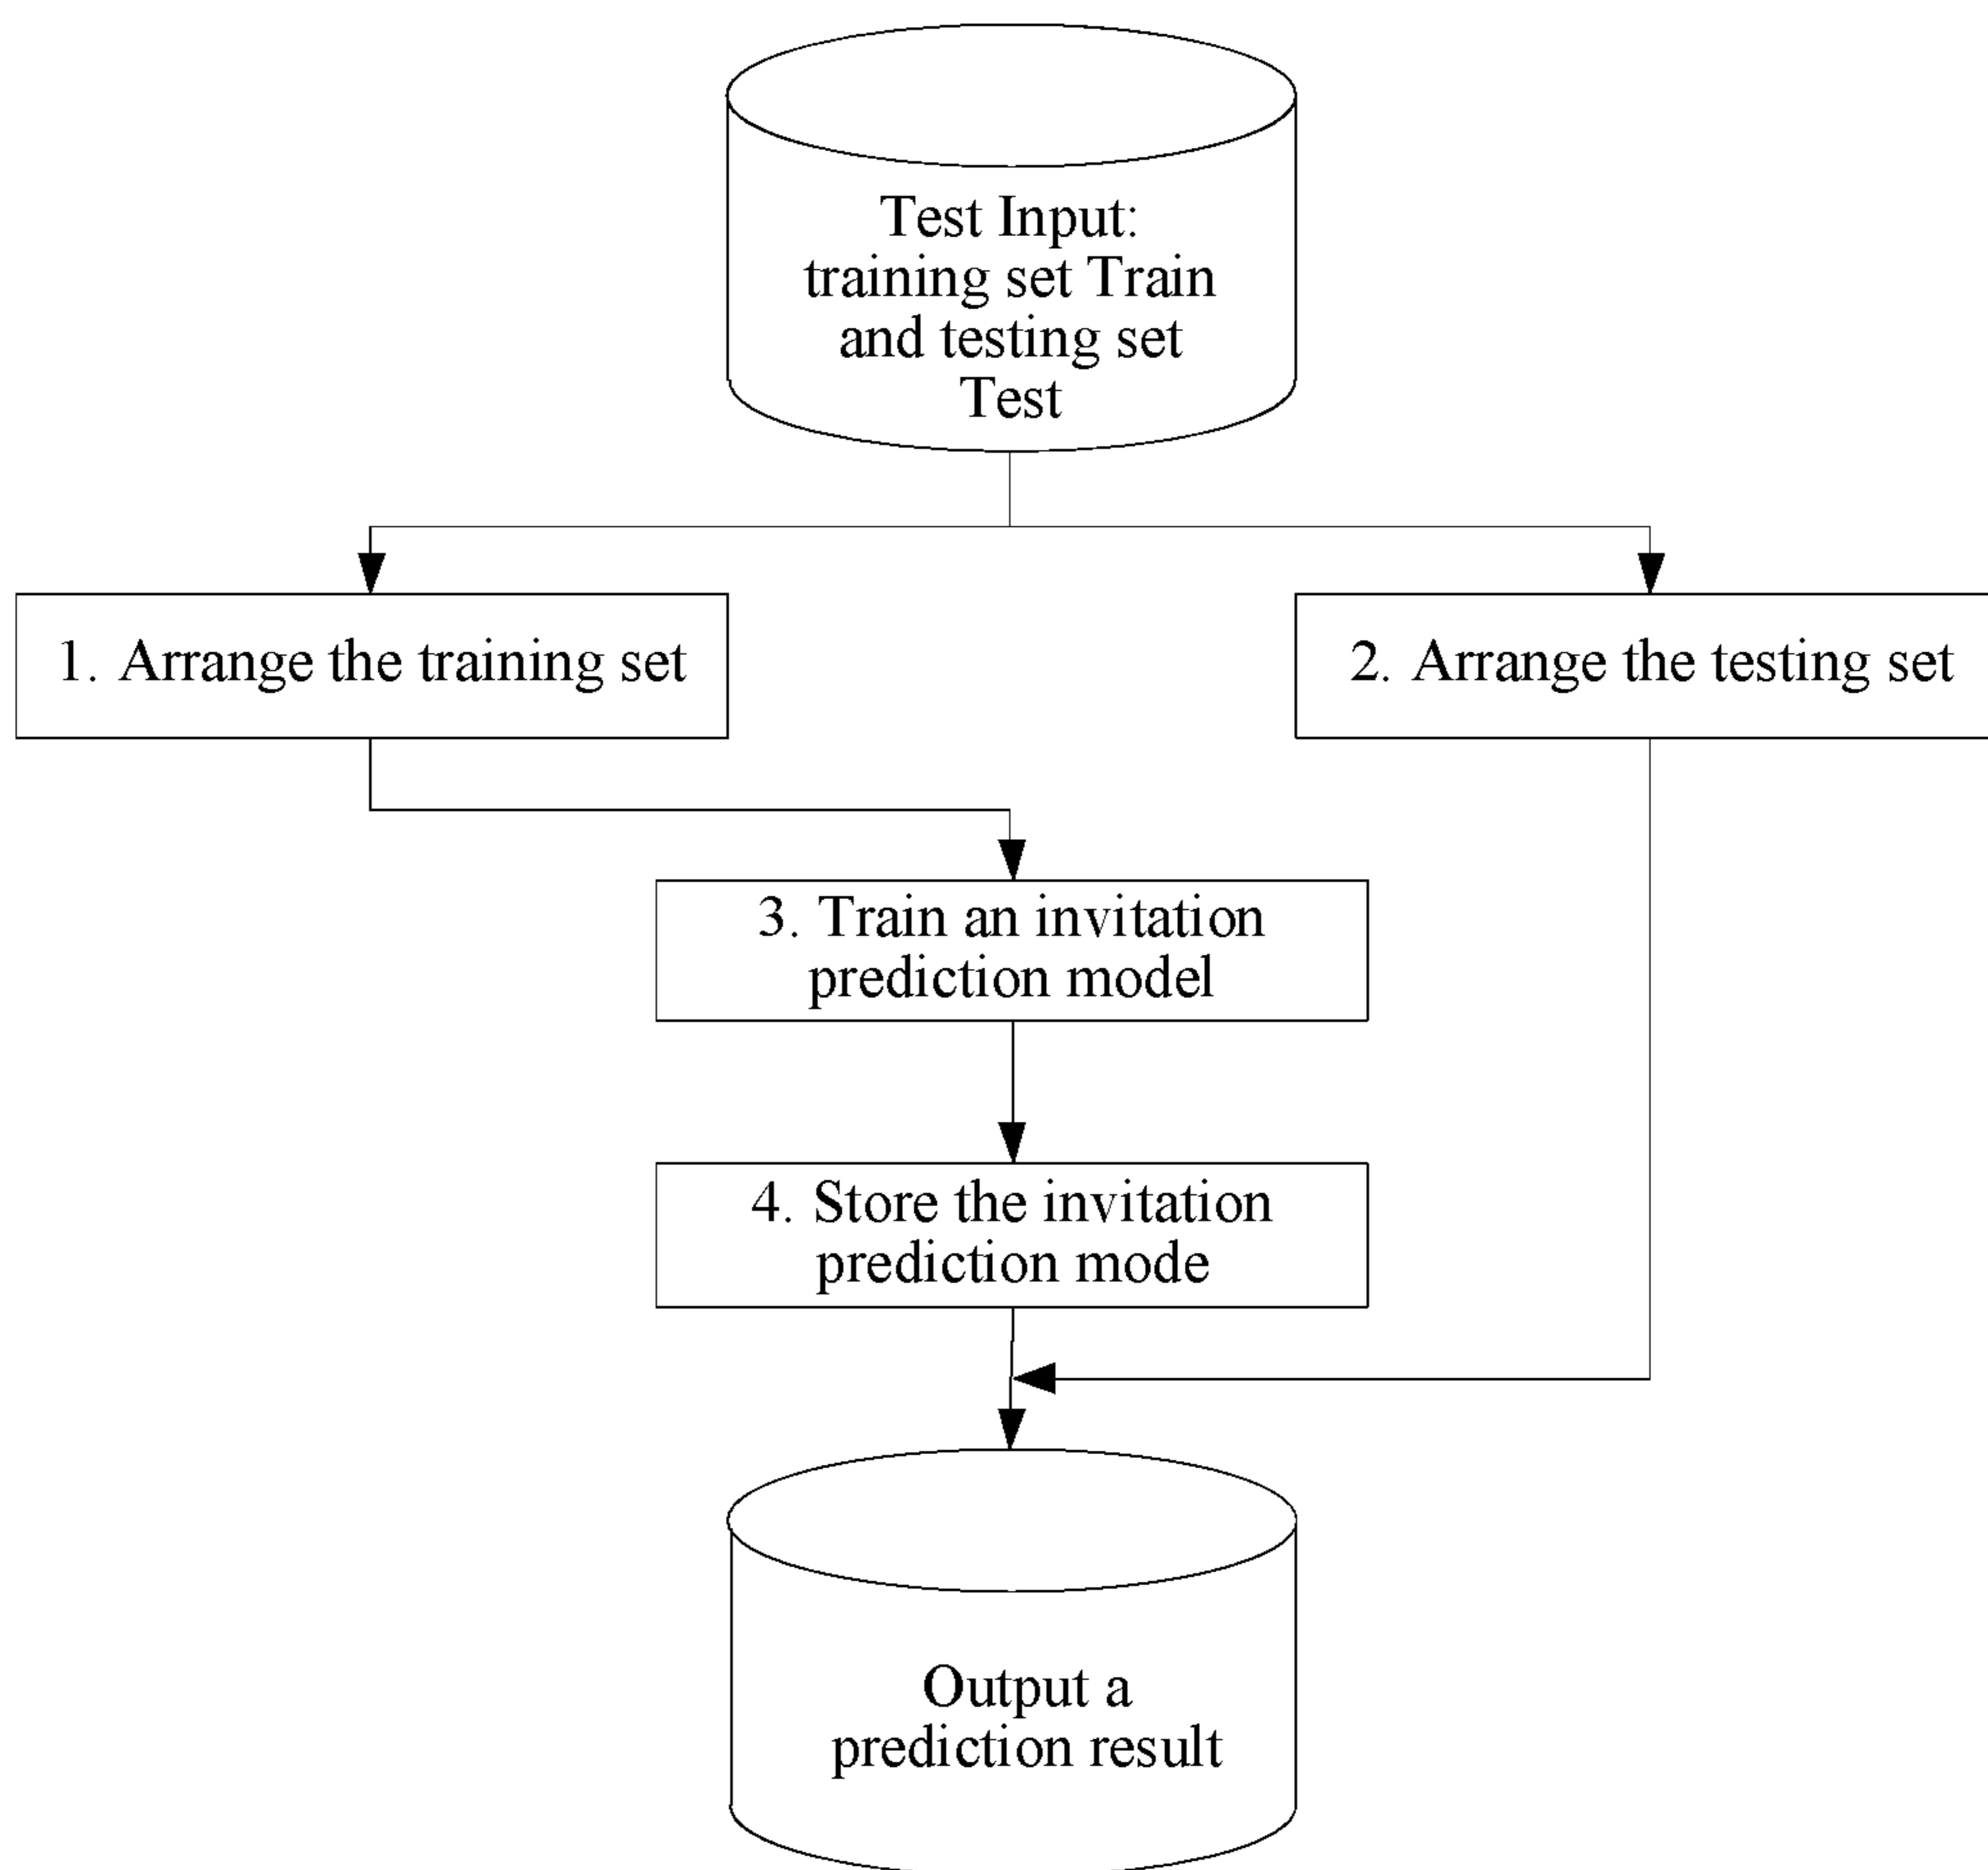 Test Input:
training set Train
and testing set
Test
1. Arrange the training set
2. Arrange the testing set
3. Train an invitation
prediction model
4. Store the invitation
prediction mode
Output a
prediction result